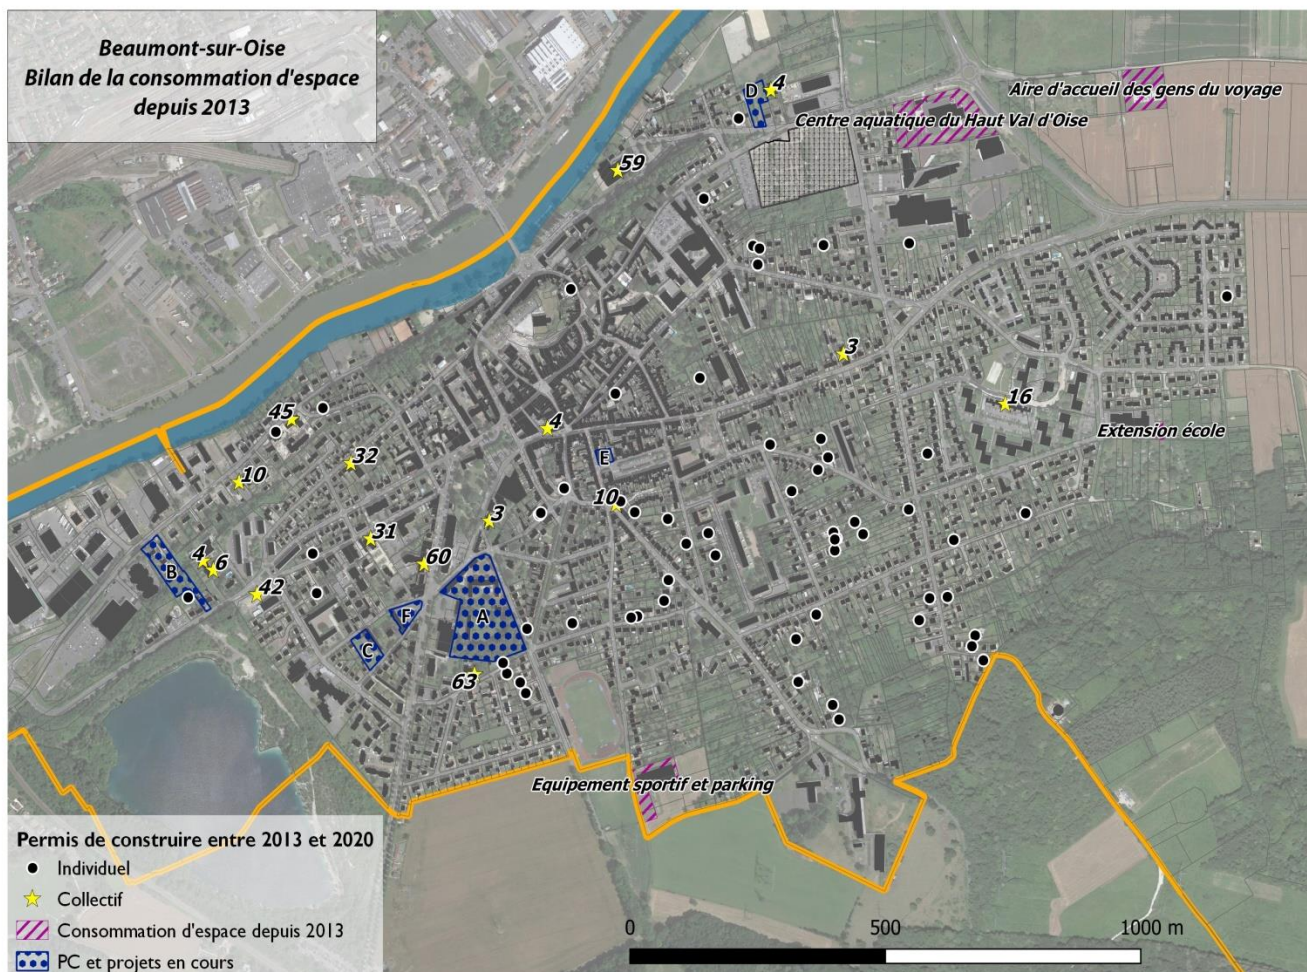 Beaumont-sur-Oise
Bilan de la consommation d'espace
depuis 2013
D
4
Aire d'accueil des gens du voyage
Centre aquatique du Haut Val d'Oise
59
3
45
4
16
32
Extension école
E
10
10
3
31
4
6
60
B
42
A
F
C
63
Equipement sportif et parking
Permis de construire entre 2013 et 2020
Individuel
Collectif
Consommation d'espace depuis 2013
PC et projets en cours
0 500 1000 m